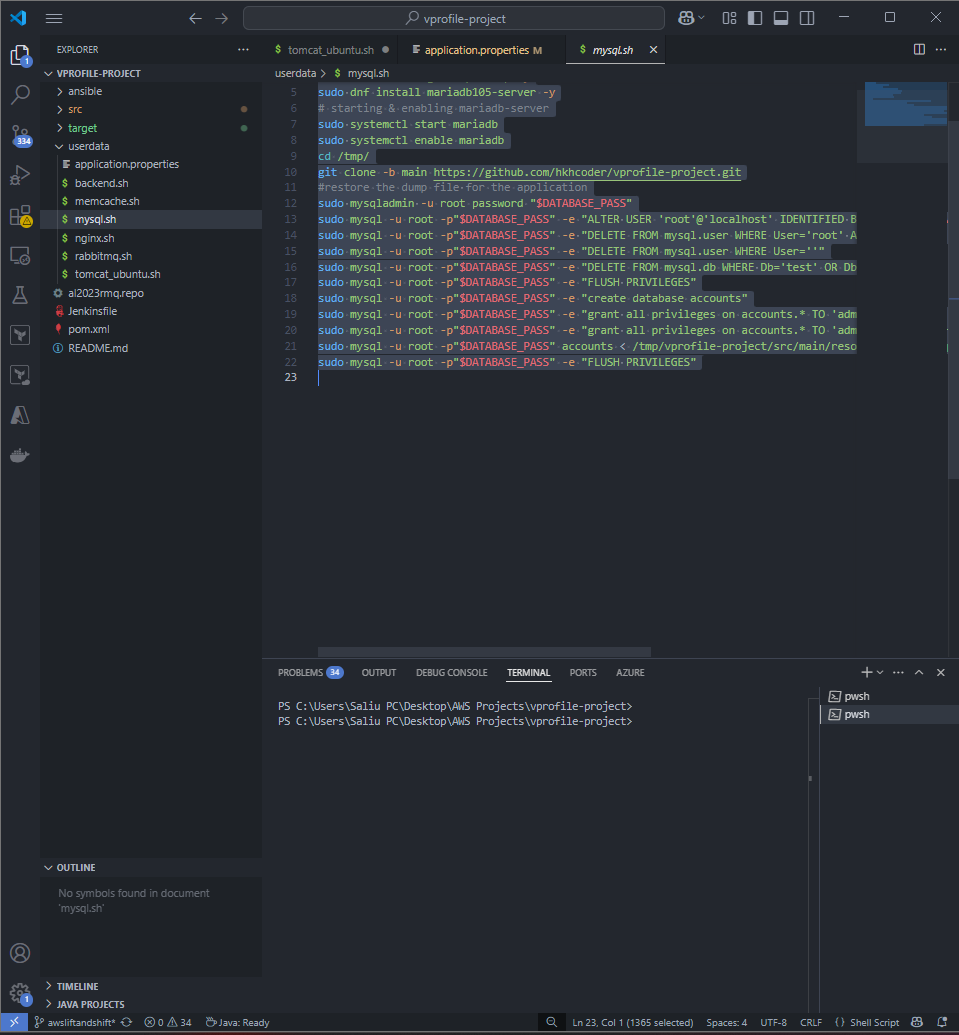 vprofile-project
EXPLORER
VPROFILE-PROJECT
ansible
src
target
userdata
application.properties
$ backend.sh
$ memcache.sh
$ mysql.sh
$ nginx.sh
$ rabbitmq.sh
$ tomcat_ubuntu.sh
al2023rmq.repo
Jenkinsfile
pom.xml
README.md
OUTLINE
No symbols found in document
'mysql.sh'
TIMELINE
JAVA PROJECTS
1
334
1
$ tomcat_ubuntu.sh
application.properties M
$ mysql.sh
userdata > $ mysql.sh
5 sudo dnf install mariadb105-server -y
6 # starting & enabling mariadb-server
7 sudo systemctl start mariadb
8 sudo systemctl enable mariadb
9 cd /tmp/
10 git clone -b main https://github.com/hkhcoder/vprofile-project.git
11 #restore the dump file for the application
12 sudo mysqladmin -u root password "$DATABASE_PASS"
13 sudo mysql -u root -p"$DATABASE_PASS" -e "ALTER USER 'root'@'localhost' IDENTIFIED B
14 sudo mysql -u root -p"$DATABASE_PASS" -e "DELETE FROM mysql.user WHERE User='root' A
15 sudo mysql -u root -p"$DATABASE_PASS" -e "DELETE FROM mysql.user WHERE User=''"
16 sudo mysql -u root -p"$DATABASE_PASS" -e "DELETE FROM mysql.db WHERE Db='test' OR Db
17 sudo mysql -u root -p"$DATABASE_PASS" -e "FLUSH PRIVILEGES"
18 sudo mysql -u root -p"$DATABASE_PASS" -e "create database accounts"
19 sudo mysql -u root -p"$DATABASE_PASS" -e "grant all privileges on accounts.* TO 'adm
20 sudo mysql -u root -p"$DATABASE_PASS" -e "grant all privileges on accounts.* TO 'adm
21 sudo mysql -u root -p"$DATABASE_PASS" accounts < /tmp/vprofile-project/src/main/reso
22 sudo mysql -u root -p"$DATABASE_PASS" -e "FLUSH PRIVILEGES"
23
PROBLEMS 34 OUTPUT DEBUG CONSOLE TERMINAL PORTS AZURE
PS C:\Users\Saliu PC\Desktop\AWS Projects\vprofile-project>
PS C:\Users\Saliu PC\Desktop\AWS Projects\vprofile-project>
pwsh
pwsh
awsliftandshift* 0 34 Java: Ready Ln 23, Col 1 (1365 selected) Spaces: 4 UTF-8 CRLF Shell Script